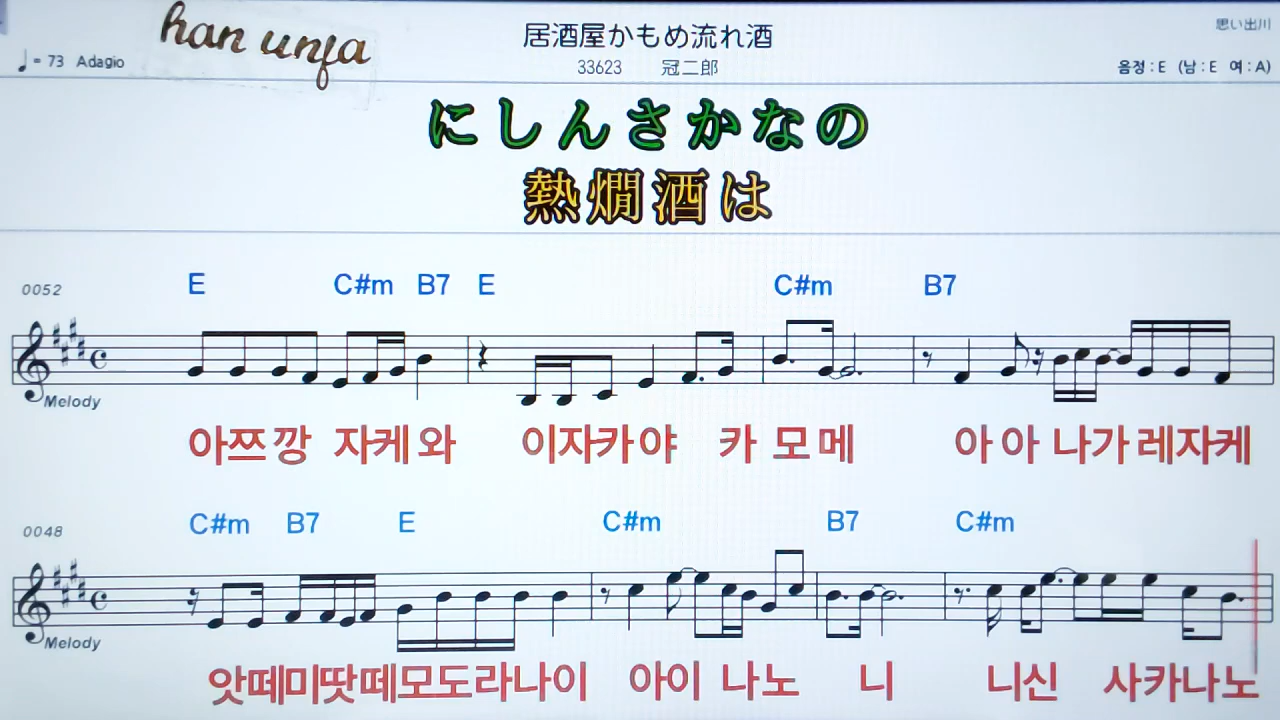 han unja
居酒屋かもめ流れ酒
思い出川
♩= 73 Adagio
33623 冠二郎
음정 : E (남 : E 여 : A)
にしんさかなの
熱燗酒は
0052 E C#m B7 E C#m B7
Melody
아쯔깡 자케와 이자카야 카모메 아아나가레자케
0048 C#m B7 E C#m B7 C#m
Melody
앗떼미땃떼모도라나이 아이나노니 니신 사카나노